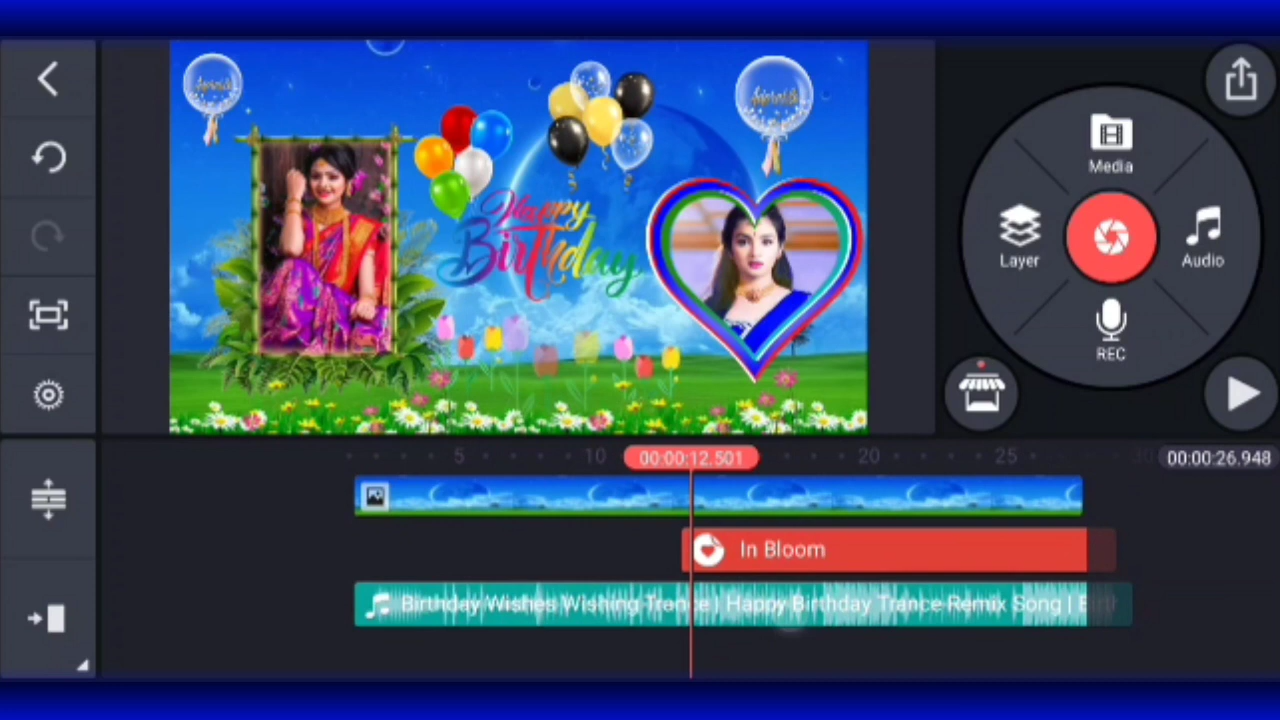 Happy
Birthday
Media
Layer
Audio
REC
5
10
00:00:12.501
20
25
00:00:26.948
In Bloom
Birthday Wishes Wishing Trance | Happy Birthday Trance Remix Song |